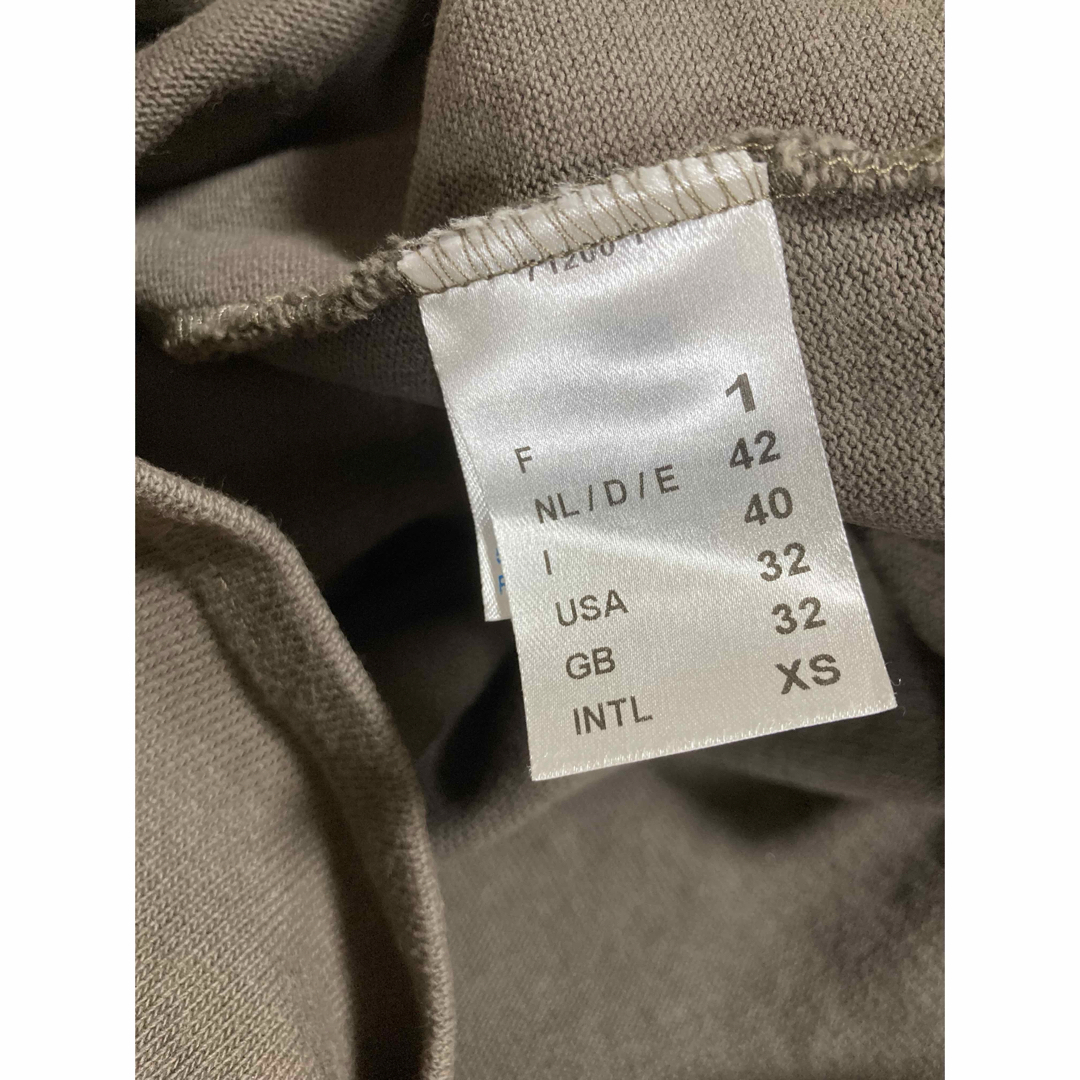 F 1
NL/D/E 42
I 40
USA 32
GB 32
INTL XS